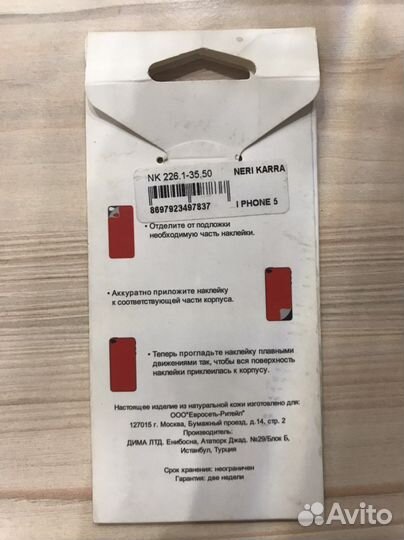 NK 226.1-35.50
NERI KARRA
8697923497837
I PHONE 5
• Отделите от подложки
необходимую часть наклейки.
• Аккуратно приложите наклейку
к соответствующей части корпуса.
• Теперь прогладьте наклейку плавными
движениями так, чтобы вся поверхность
наклейки приклеилась к корпусу.
Настоящее изделие из натуральной кожи изготовлено для:
ООО"Евросеть-Ритейл"
127015 г. Москва, Бумажный проезд, д.14, стр. 2
Производитель:
ДИМА ЛТД. Енибосна, Ататюрк Джад. №29/Блок Б,
Истанбул, Турция
Срок хранения: неограничен
Гарантия: две недели
Avito